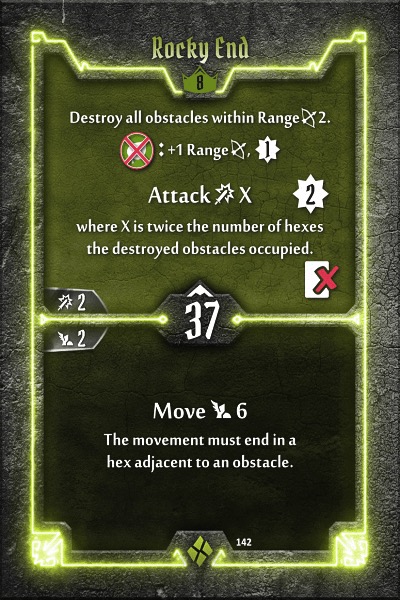 Rocky End
8
Destroy all obstacles within Range 2.
: +1 Range , 1
Attack X 2
where X is twice the number of hexes
the destroyed obstacles occupied.
2
37
2
Move 6
The movement must end in a
hex adjacent to an obstacle.
142